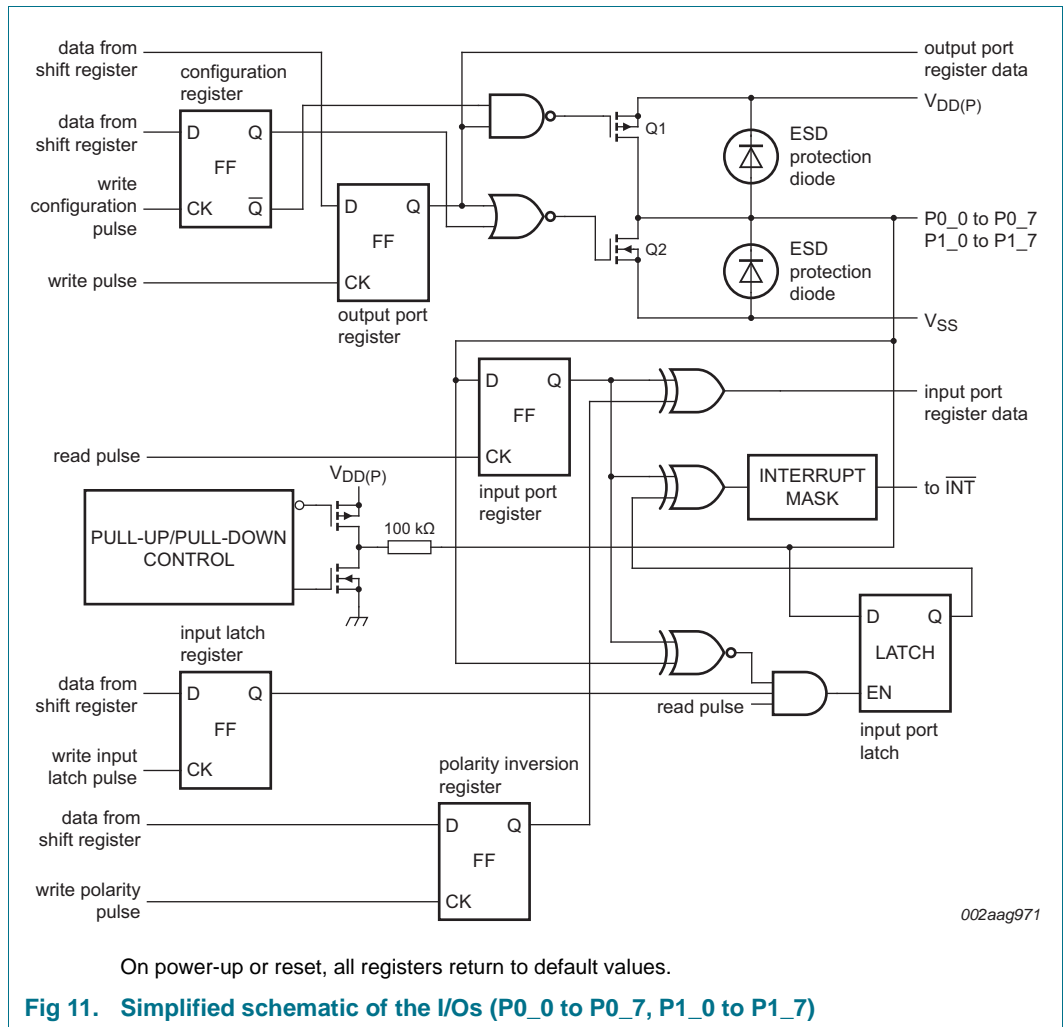 data from
shift register
configuration
register
data from
shift register
D
Q
FF
write
configuration
pulse
CK
Q
D
Q
FF
CK
write pulse
output port
register
output port
register data
VDD(P)
Q1
ESD
protection
diode
P0_0 to P0_7
P1_0 to P1_7
Q2
ESD
protection
diode
VSS
D
Q
FF
CK
read pulse
input port
register
input port
register data
INTERRUPT
MASK
to INT
VDD(P)
PULL-UP/PULL-DOWN
CONTROL
100 kΩ
D
Q
LATCH
EN
read pulse
input port
latch
input latch
register
data from
shift register
D
Q
FF
write input
latch pulse
CK
polarity inversion
register
data from
shift register
D
Q
FF
write polarity
pulse
CK
002aag971
On power-up or reset, all registers return to default values.
Fig 11. Simplified schematic of the I/Os (P0_0 to P0_7, P1_0 to P1_7)